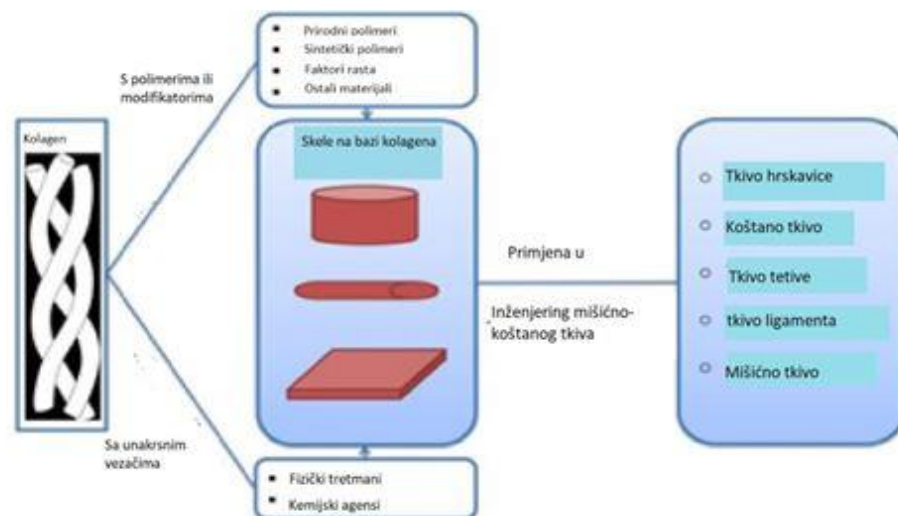 Prirodni polimeri
Sintetički polimeri
Faktori rasta
Ostali materijali
S polimerima ili
modifikatorima
Kolagen
Skele na bazi kolagena
Primjena u
Inženjering mišićno-
koštanog tkiva
Tkivo hrskavice
Koštano tkivo
Tkivo tetive
tkivo ligamenta
Mišićno tkivo
Sa unakrsnim
vezačima
Fizički tretmani
Kemijski agensi